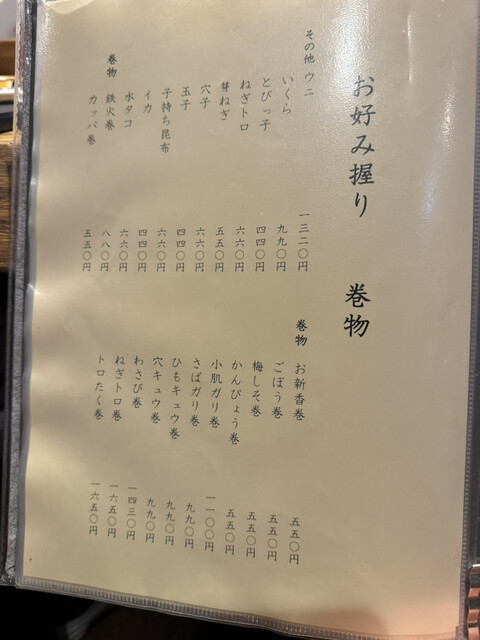 お好み握り　巻物
その他 ウニ 一三二〇円
いくら 九九〇円
とびっ子 四四〇円
ねぎトロ 六六〇円
芽ねぎ 五五〇円
穴子 六六〇円
玉子 四四〇円
子持ち昆布 六六〇円
イカ 四四〇円
水タコ 六六〇円
巻物 鉄火巻 八八〇円
カッパ巻 五五〇円
巻物 お新香巻 五五〇円
ごぼう巻 五五〇円
梅しそ巻 五五〇円
かんぴょう巻 五五〇円
小肌ガリ巻 一一〇〇円
さばガリ巻 九九〇円
ひもキュウ巻 九九〇円
穴キュウ巻 九九〇円
わさび巻 一四三〇円
ねぎトロ巻 一六五〇円
トロたく巻 一六五〇円